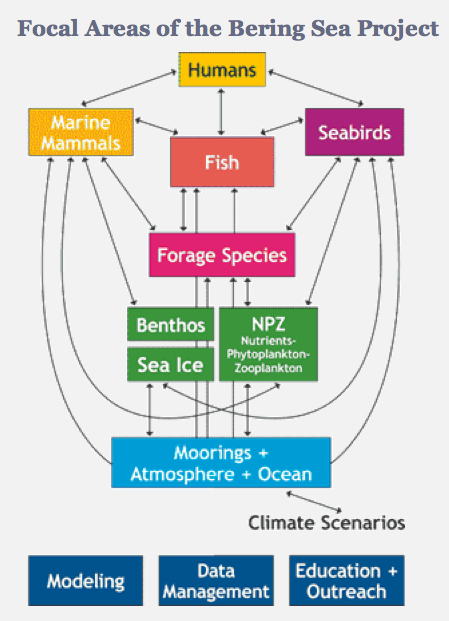 Focal Areas of the Bering Sea Project
Humans
Marine
Mammals
Seabirds
Fish
Forage Species
Benthos
NPZ
Nutrients-
Phytoplankton-
Zooplankton
Sea Ice
Moorings +
Atmosphere + Ocean
Climate Scenarios
Modeling
Data
Management
Education +
Outreach